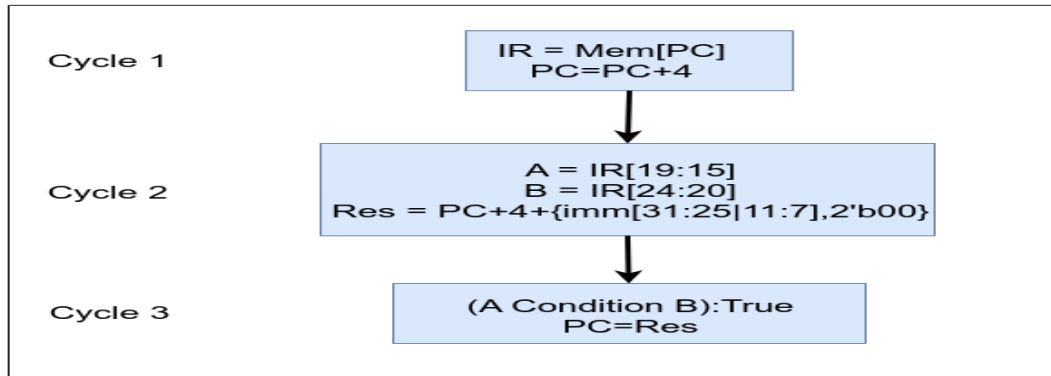 Cycle 1
IR = Mem[PC]
PC=PC+4
Cycle 2
A = IR[19:15]
B = IR[24:20]
Res = PC+4+{imm[31:25|11:7],2'b00}
Cycle 3
(A Condition B):True
PC=Res